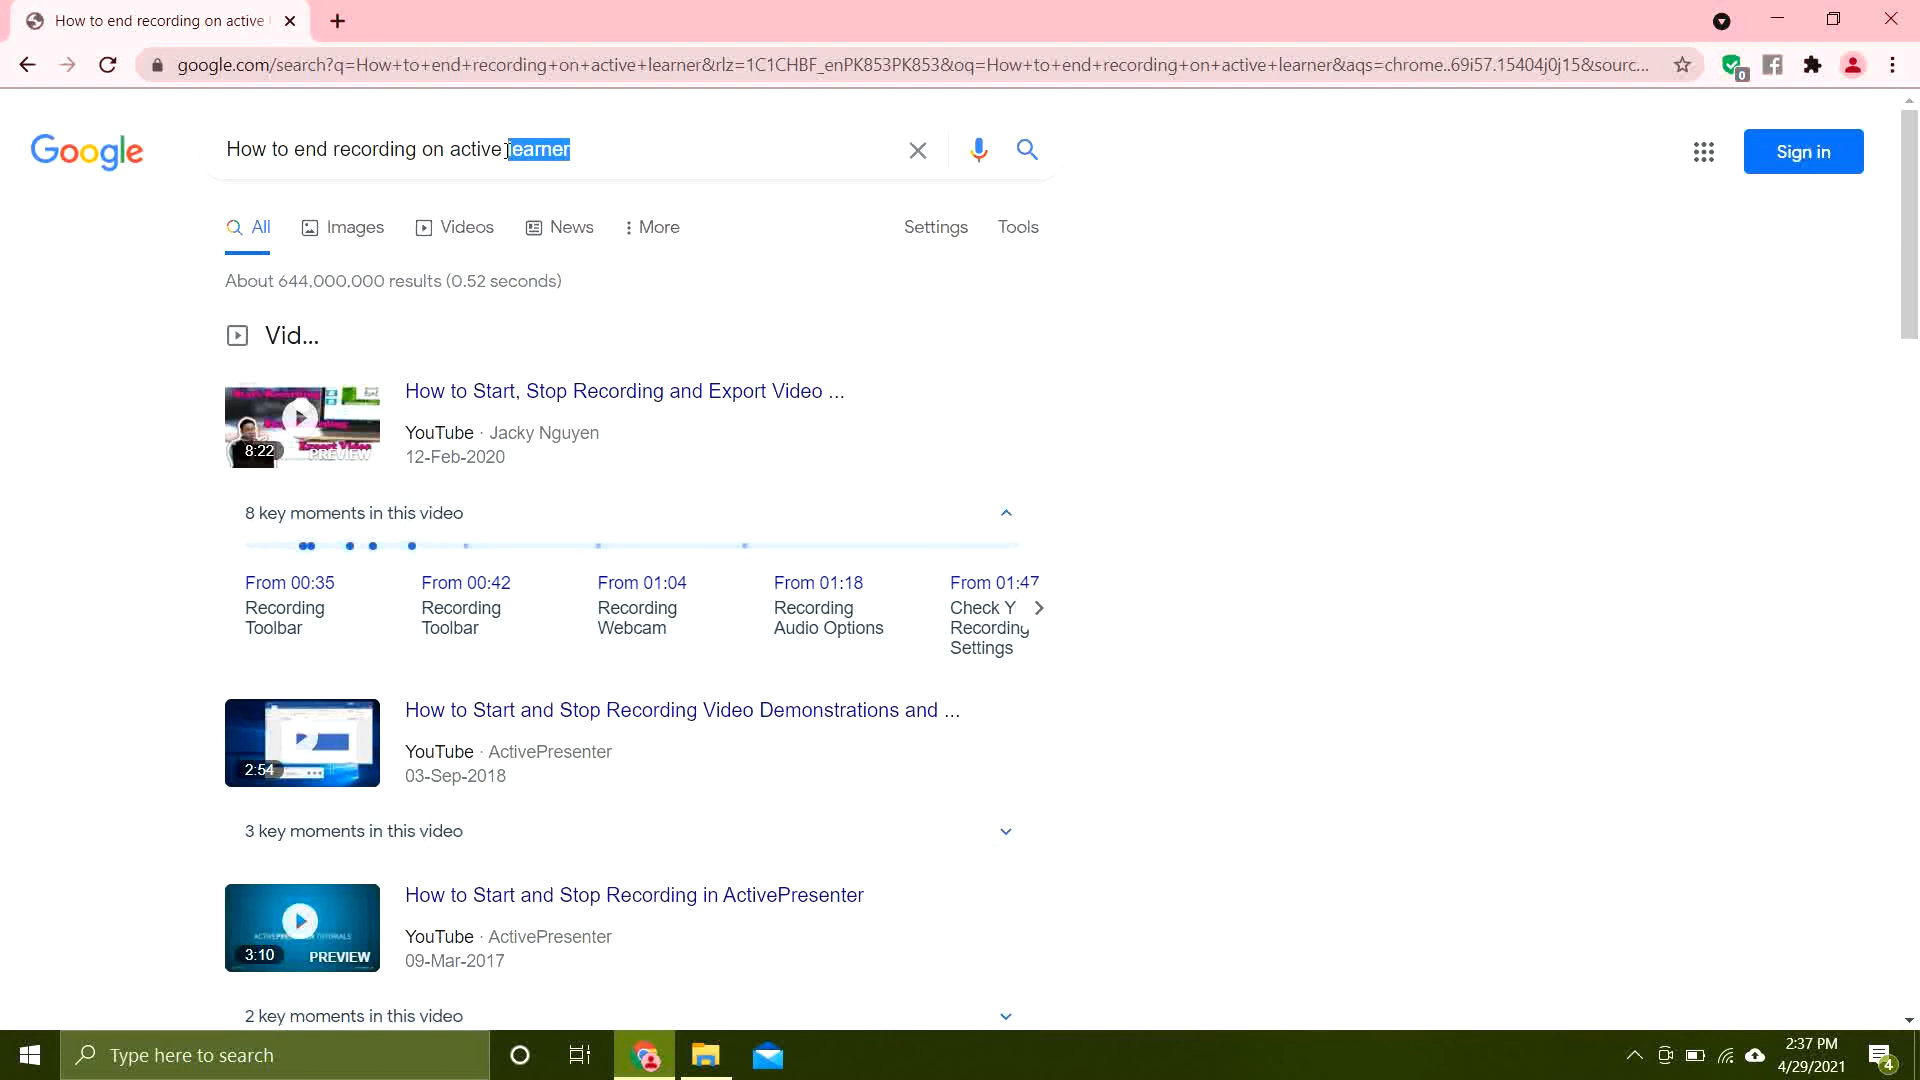 How to end recording on active
google.com/search?q=How+to+end+recording+on+active+learner&rlz=1C1CHBF_enPK853PK853&oq=How+to+end+recording+on+active+learner&aqs=chrome..69i57.15404j0j15&sourc...
0
Google
How to end recording on active learner
Sign in
All
Images
Videos
News
More
Settings
Tools
About 644,000,000 results (0.52 seconds)
Vid...
How to Start, Stop Recording and Export Video ...
YouTube · Jacky Nguyen
12-Feb-2020
Start Recording
Export Video
8:22
PREVIEW
8 key moments in this video
From 00:35
Recording
Toolbar
From 00:42
Recording
Toolbar
From 01:04
Recording
Webcam
From 01:18
Recording
Audio Options
From 01:47
Check Y
Recording
Settings
How to Start and Stop Recording Video Demonstrations and ...
YouTube · ActivePresenter
03-Sep-2018
2:54
3 key moments in this video
How to Start and Stop Recording in ActivePresenter
YouTube · ActivePresenter
09-Mar-2017
3:10
PREVIEW
2 key moments in this video
Type here to search
2:37 PM
4/29/2021
4